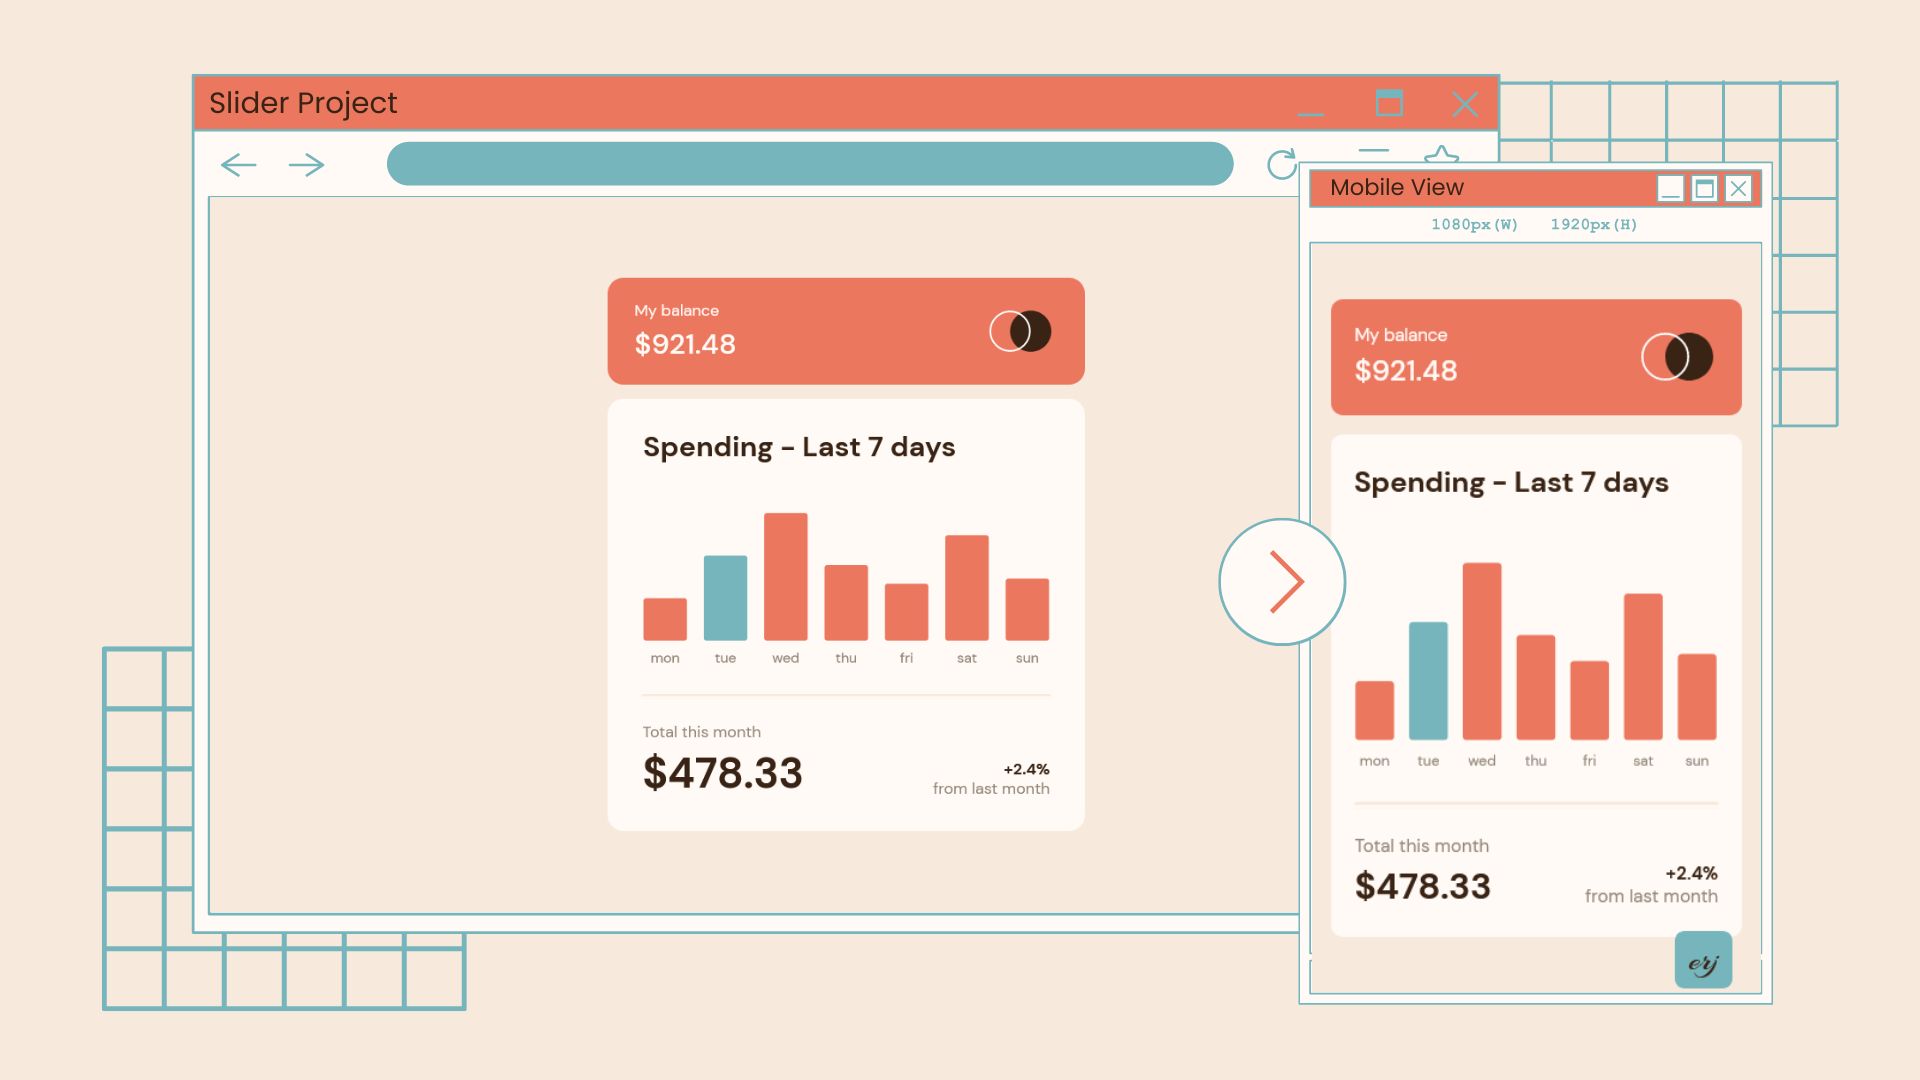 Slider Project
My balance
$921.48
Spending - Last 7 days
mon tue wed thu fri sat sun
Total this month
$478.33
+2.4%
from last month
Mobile View
1080px(W) 1920px(H)
My balance
$921.48
Spending - Last 7 days
mon tue wed thu fri sat sun
Total this month
$478.33
+2.4%
from last month
erj